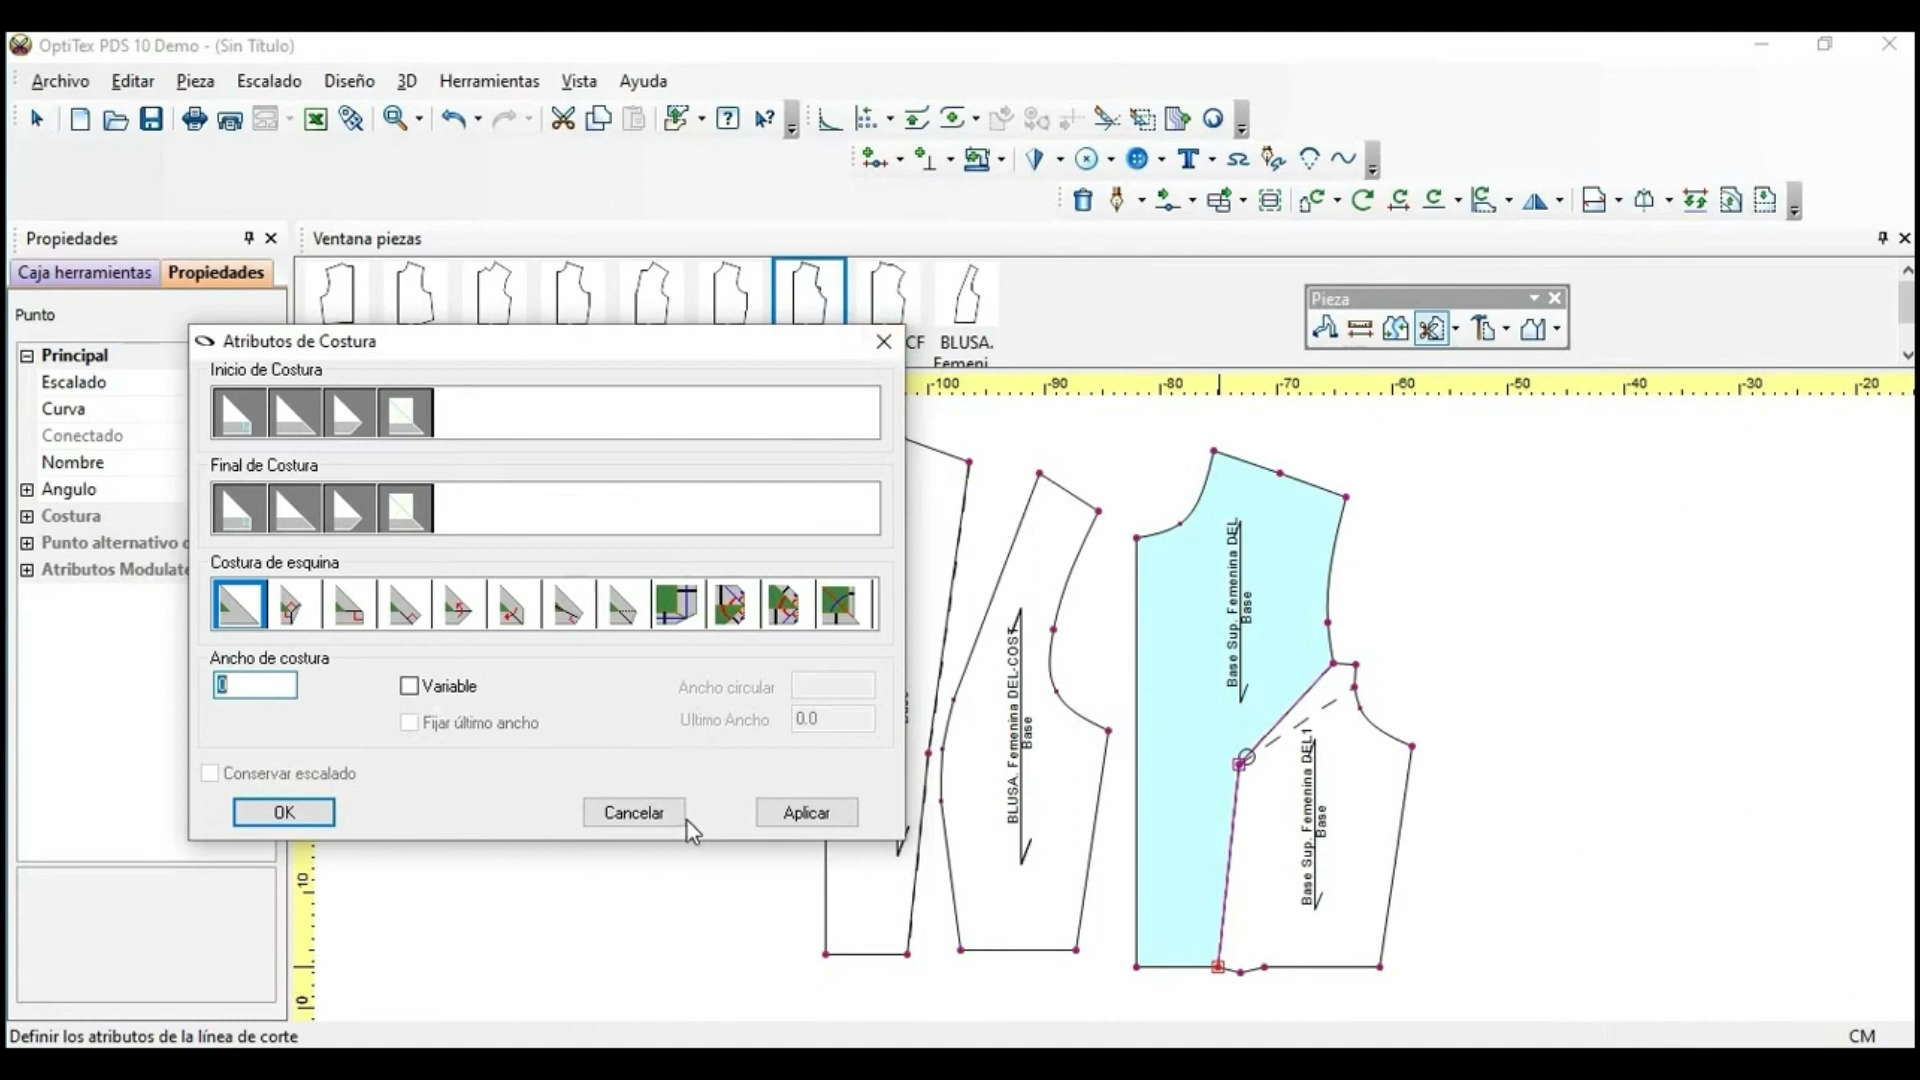 OptiTex PDS 10 Demo - (Sin Título)
Archivo Editar Pieza Escalado Diseño 3D Herramientas Vista Ayuda
Propiedades
Ventana piezas
Caja herramientas Propiedades
Punto
Principal
Escalado
Curva
Conectado
Nombre
Angulo
Costura
Punto alternativo
Atributos Modulate
CF
BLUSA.
Femeni...
Pieza
Atributos de Costura
Inicio de Costura
Final de Costura
Costura de esquina
Ancho de costura
0
Variable
Fijar último ancho
Ancho circular
Ultimo Ancho 0.0
Conservar escalado
OK Cancelar Aplicar
-100 -90 -80 -70 -60 -50 -40 -30 -20
10
0
BLUSA. Femenina DEL-COST
Base
Base Sup. Femenina DEL
Base
Base Sup. Femenina DEL1
Base
Definir los atributos de la línea de corte
CM